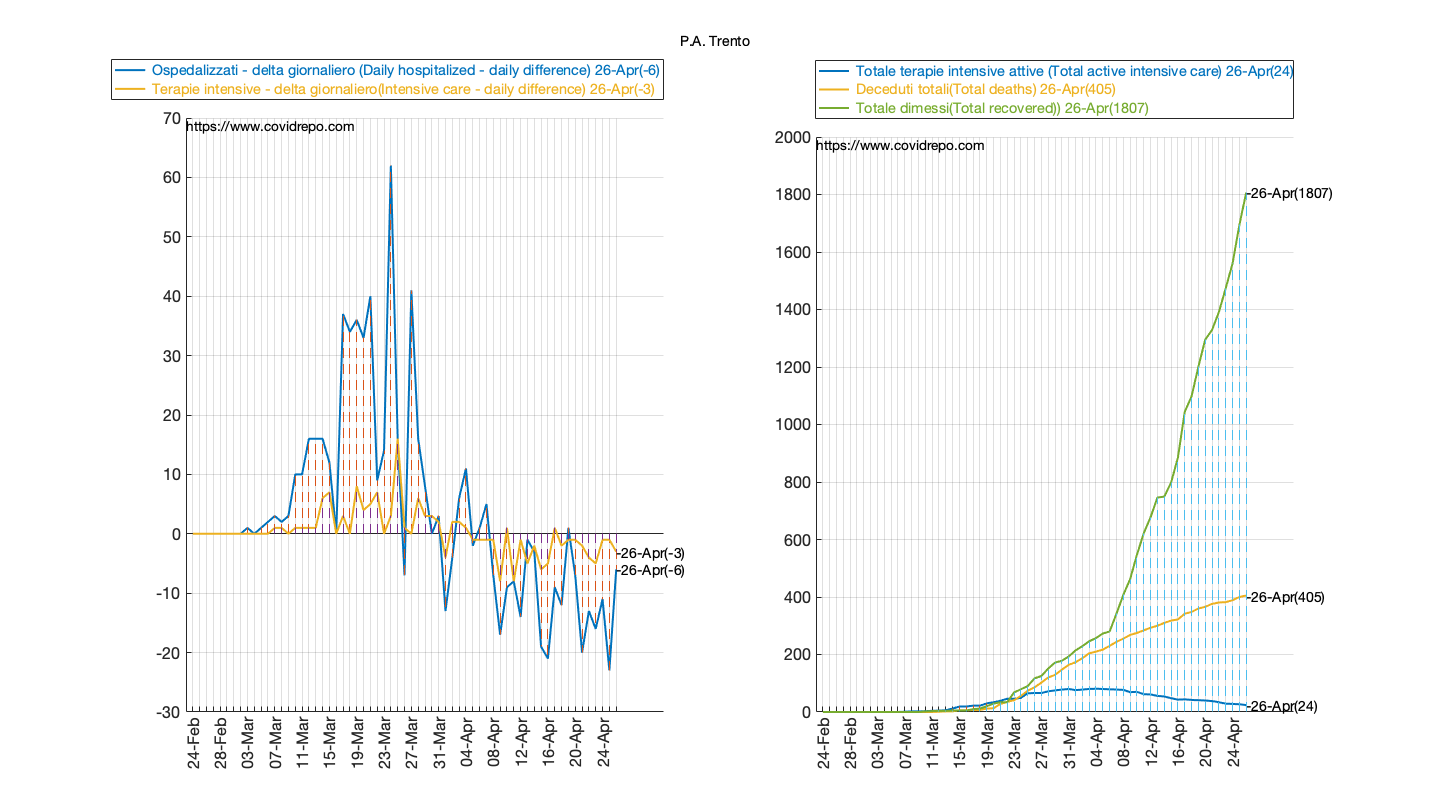 P.A. Trento
Ospedalizzati - delta giornaliero (Daily hospitalized - daily difference) 26-Apr(-6)
Terapie intensive - delta giornaliero(Intensive care - daily difference) 26-Apr(-3)
https://www.covidrepo.com
70
60
50
40
30
20
10
0
-10
-20
-30
-26-Apr(-3)
-26-Apr(-6)
24-Feb
28-Feb
03-Mar
07-Mar
11-Mar
15-Mar
19-Mar
23-Mar
27-Mar
31-Mar
04-Apr
08-Apr
12-Apr
16-Apr
20-Apr
24-Apr
Totale terapie intensive attive (Total active intensive care) 26-Apr(24)
Deceduti totali(Total deaths) 26-Apr(405)
Totale dimessi(Total recovered)) 26-Apr(1807)
https://www.covidrepo.com
2000
1800
1600
1400
1200
1000
800
600
400
200
0
-26-Apr(1807)
-26-Apr(405)
-26-Apr(24)
24-Feb
28-Feb
03-Mar
07-Mar
11-Mar
15-Mar
19-Mar
23-Mar
27-Mar
31-Mar
04-Apr
08-Apr
12-Apr
16-Apr
20-Apr
24-Apr